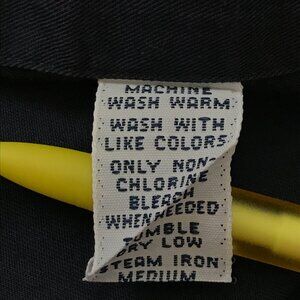 MACHINE
WASH WARM
WASH WITH
LIKE COLORS
ONLY NON-
CHLORINE
BLEACH
WHEN NEEDED
TUMBLE
DRY LOW
STEAM IRON
MEDIUM